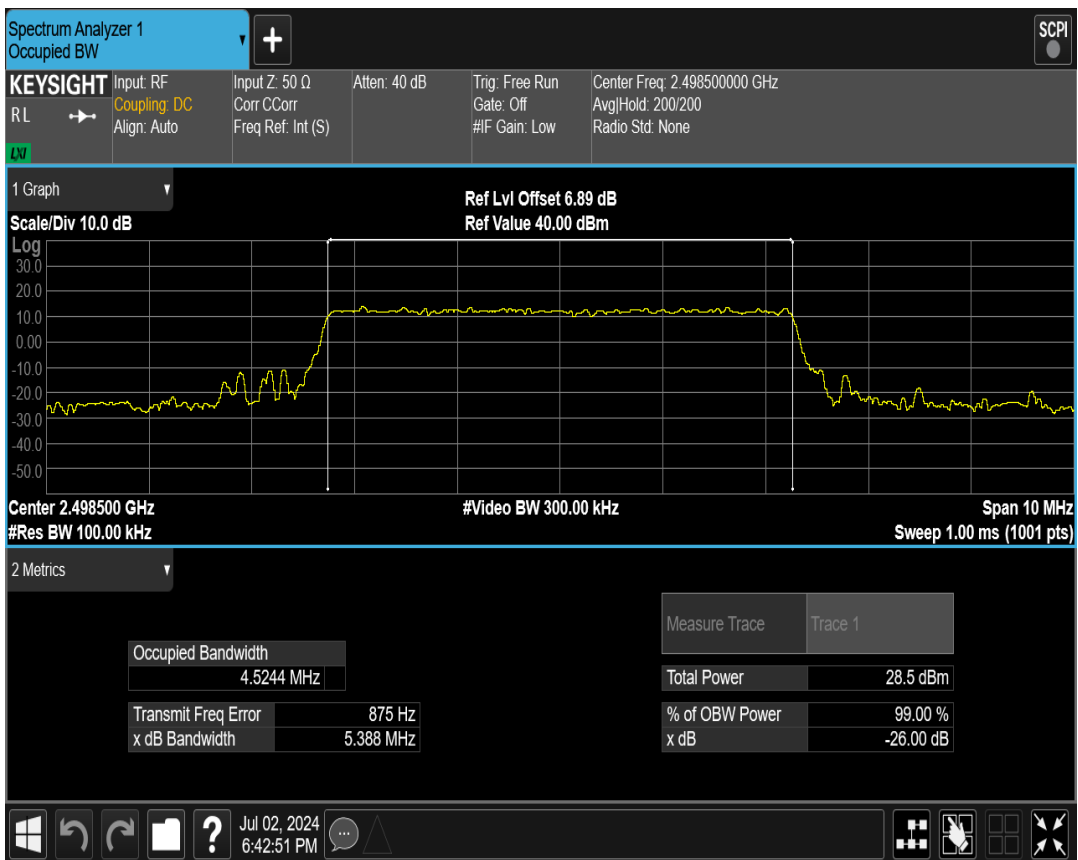 Spectrum Analyzer 1
Occupied BW
SCPI
KEYSIGHT
R L
LXI
Input: RF
Coupling: DC
Align: Auto
Input Z: 50 Ω
Corr CCorr
Freq Ref: Int (S)
Atten: 40 dB
Trig: Free Run
Gate: Off
#IF Gain: Low
Center Freq: 2.498500000 GHz
Avg|Hold: 200/200
Radio Std: None
1 Graph
Ref Lvl Offset 6.89 dB
Scale/Div 10.0 dB
Ref Value 40.00 dBm
Log
30.0
20.0
10.0
0.00
-10.0
-20.0
-30.0
-40.0
-50.0
Center 2.498500 GHz
#Video BW 300.00 kHz
Span 10 MHz
#Res BW 100.00 kHz
Sweep 1.00 ms (1001 pts)
2 Metrics
Measure Trace
Trace 1
Occupied Bandwidth
4.5244 MHz
Total Power
28.5 dBm
Transmit Freq Error
875 Hz
% of OBW Power
99.00 %
x dB Bandwidth
5.388 MHz
x dB
-26.00 dB
?
Jul 02, 2024
6:42:51 PM